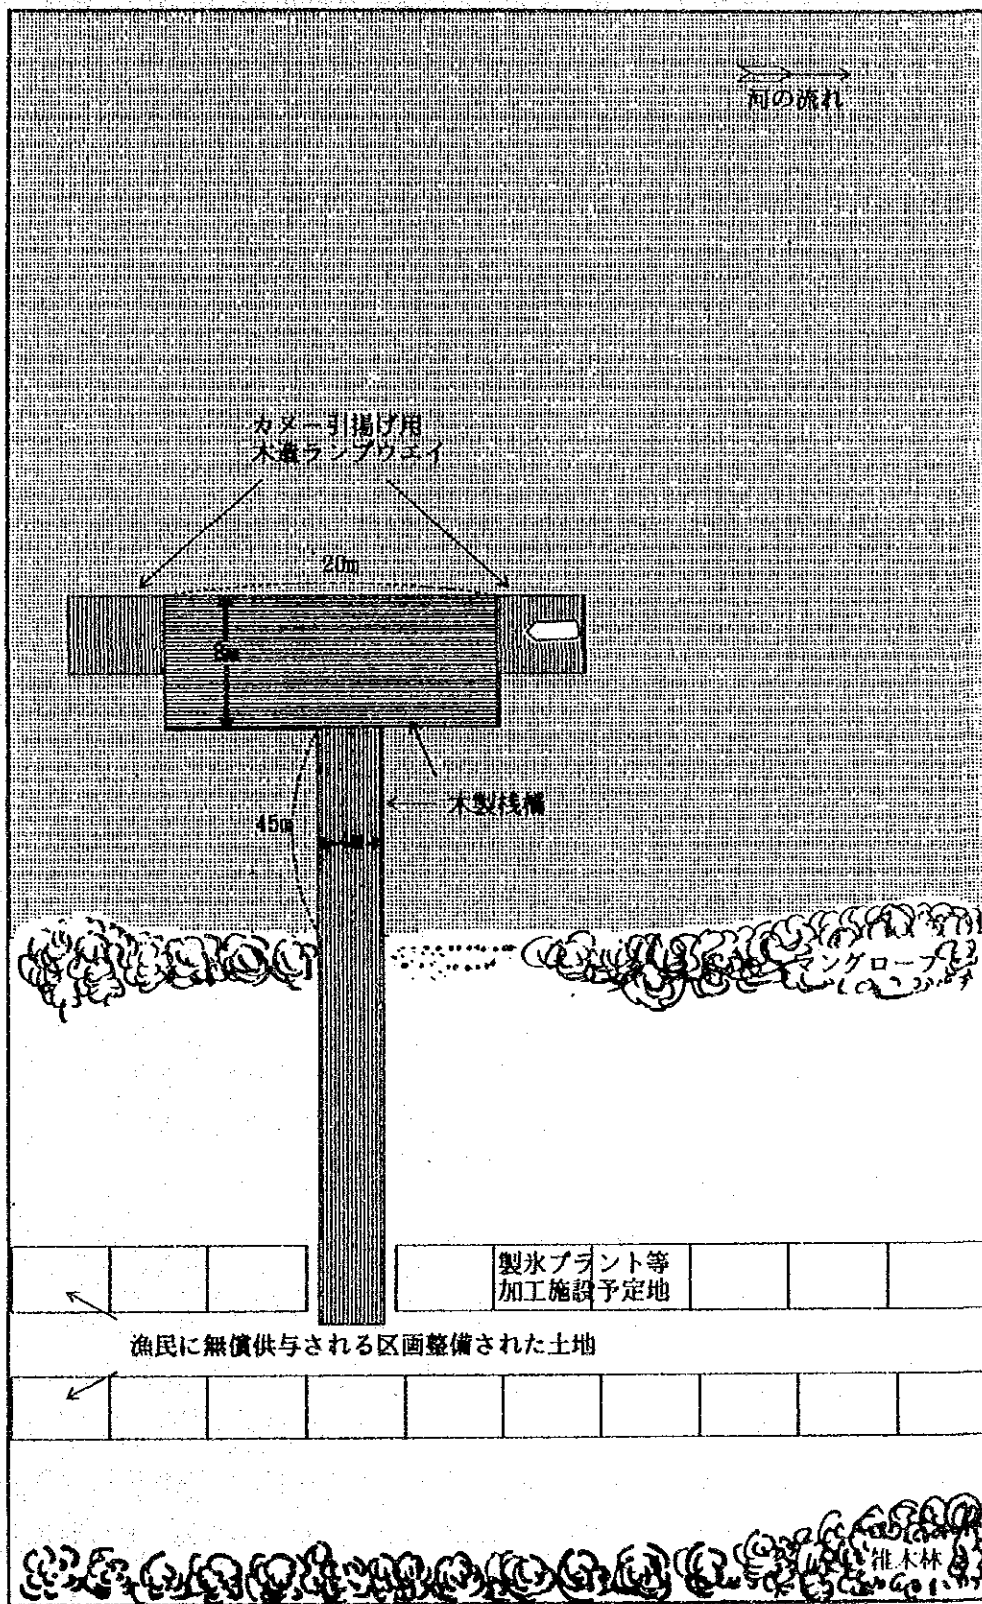 河の流れ
カヌー引揚げ用
木造ランプウエイ
20m
8m
木製桟橋
45m
マングローブ
製氷プラント等
加工施設予定地
漁民に無償供与される区画整備された土地
雑木林